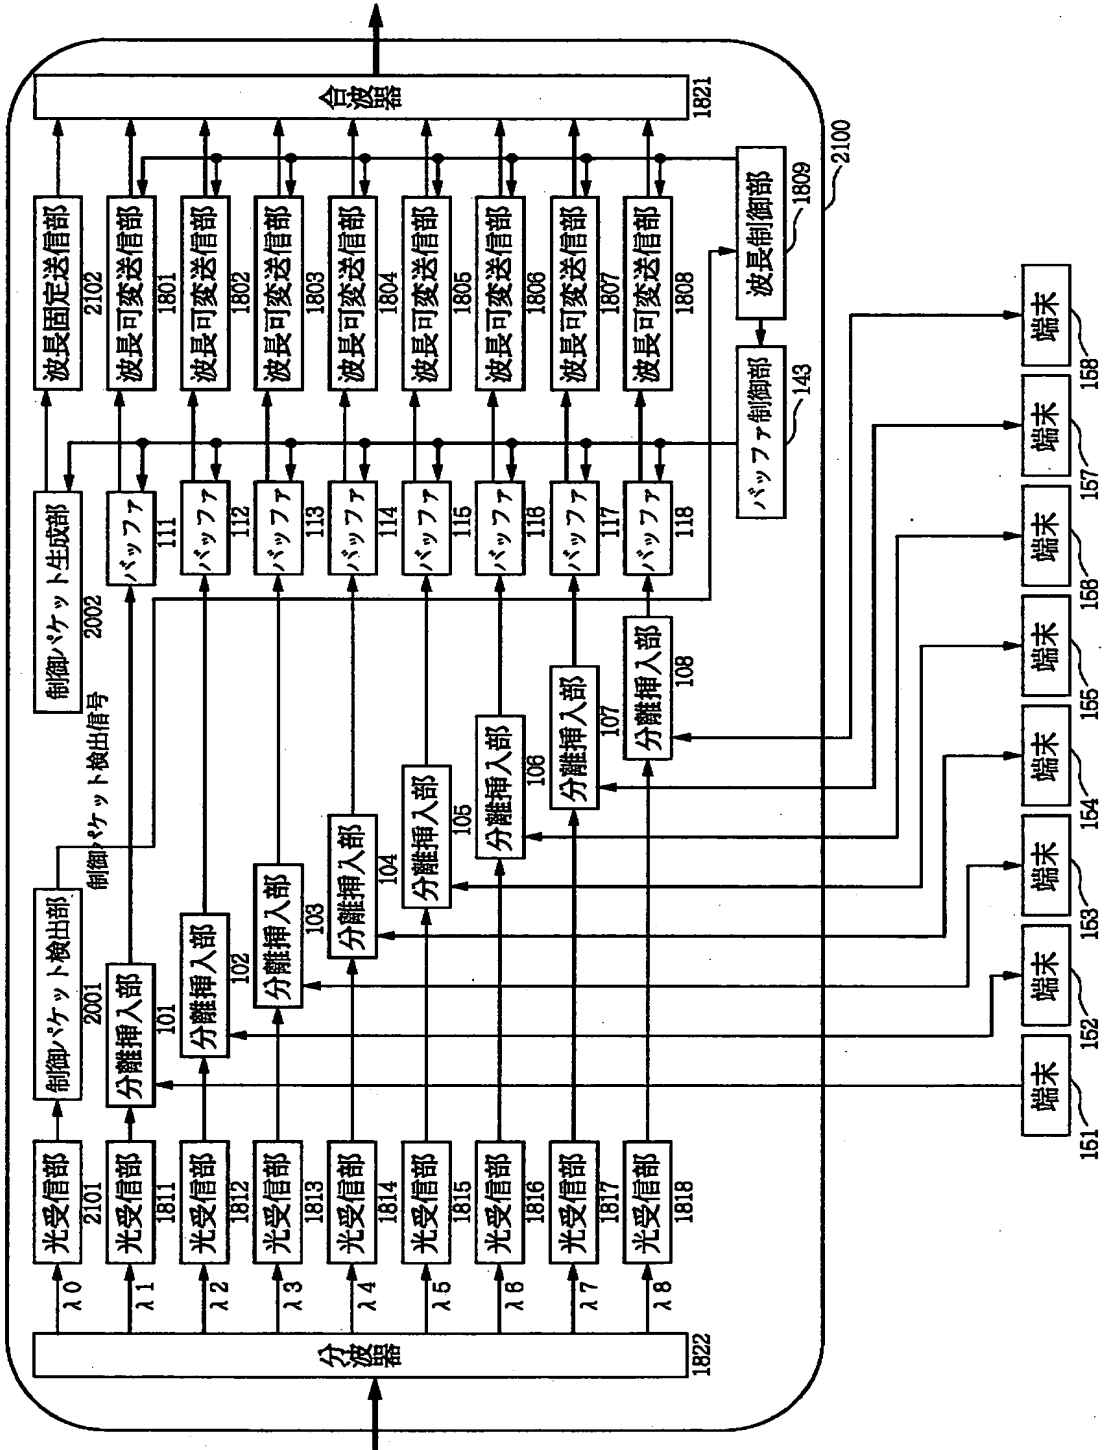 分波器
1822
λ0
λ1
λ2
λ3
λ4
λ5
λ6
λ7
λ8
光受信部
2101
光受信部
1811
光受信部
1812
光受信部
1813
光受信部
1814
光受信部
1815
光受信部
1816
光受信部
1817
光受信部
1818
制御パケット検出部
2001
制御パケット検出信号
分離挿入部
101
分離挿入部
102
分離挿入部
103
分離挿入部
104
分離挿入部
105
分離挿入部
106
分離挿入部
107
分離挿入部
108
制御パケット生成部
2002
バッファ
111
バッファ
112
バッファ
113
バッファ
114
バッファ
115
バッファ
116
バッファ
117
バッファ
118
バッファ制御部
143
波長固定送信部
2102
波長可変送信部
1801
波長可変送信部
1802
波長可変送信部
1803
波長可変送信部
1804
波長可変送信部
1805
波長可変送信部
1806
波長可変送信部
1807
波長可変送信部
1808
波長制御部
1809
合波器
1821
2100
端末
151
端末
152
端末
153
端末
154
端末
155
端末
156
端末
157
端末
158